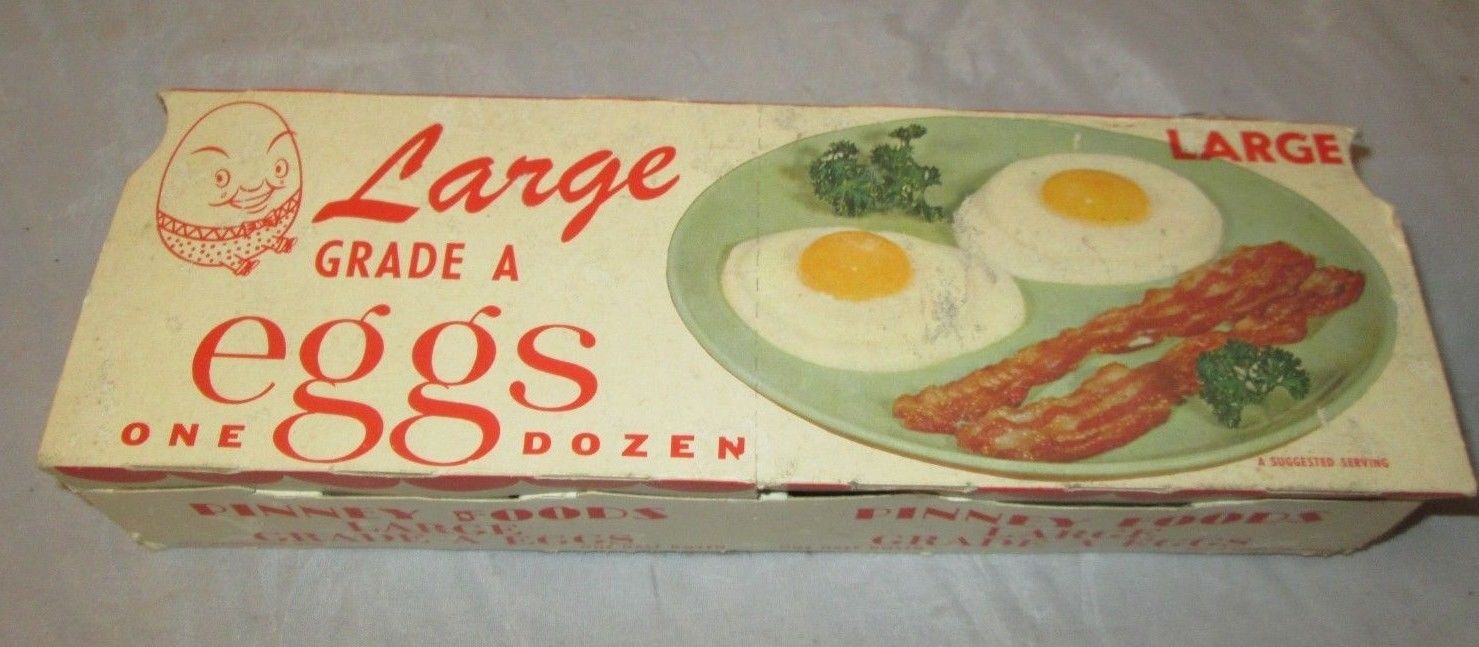 Large
GRADE A
eggs
ONE DOZEN
LARGE
A SUGGESTED SERVING
PINNEY FOODS
LARGE
GRADE A EGGS
PINNEY FOODS
LARGE
GRADE A EGGS